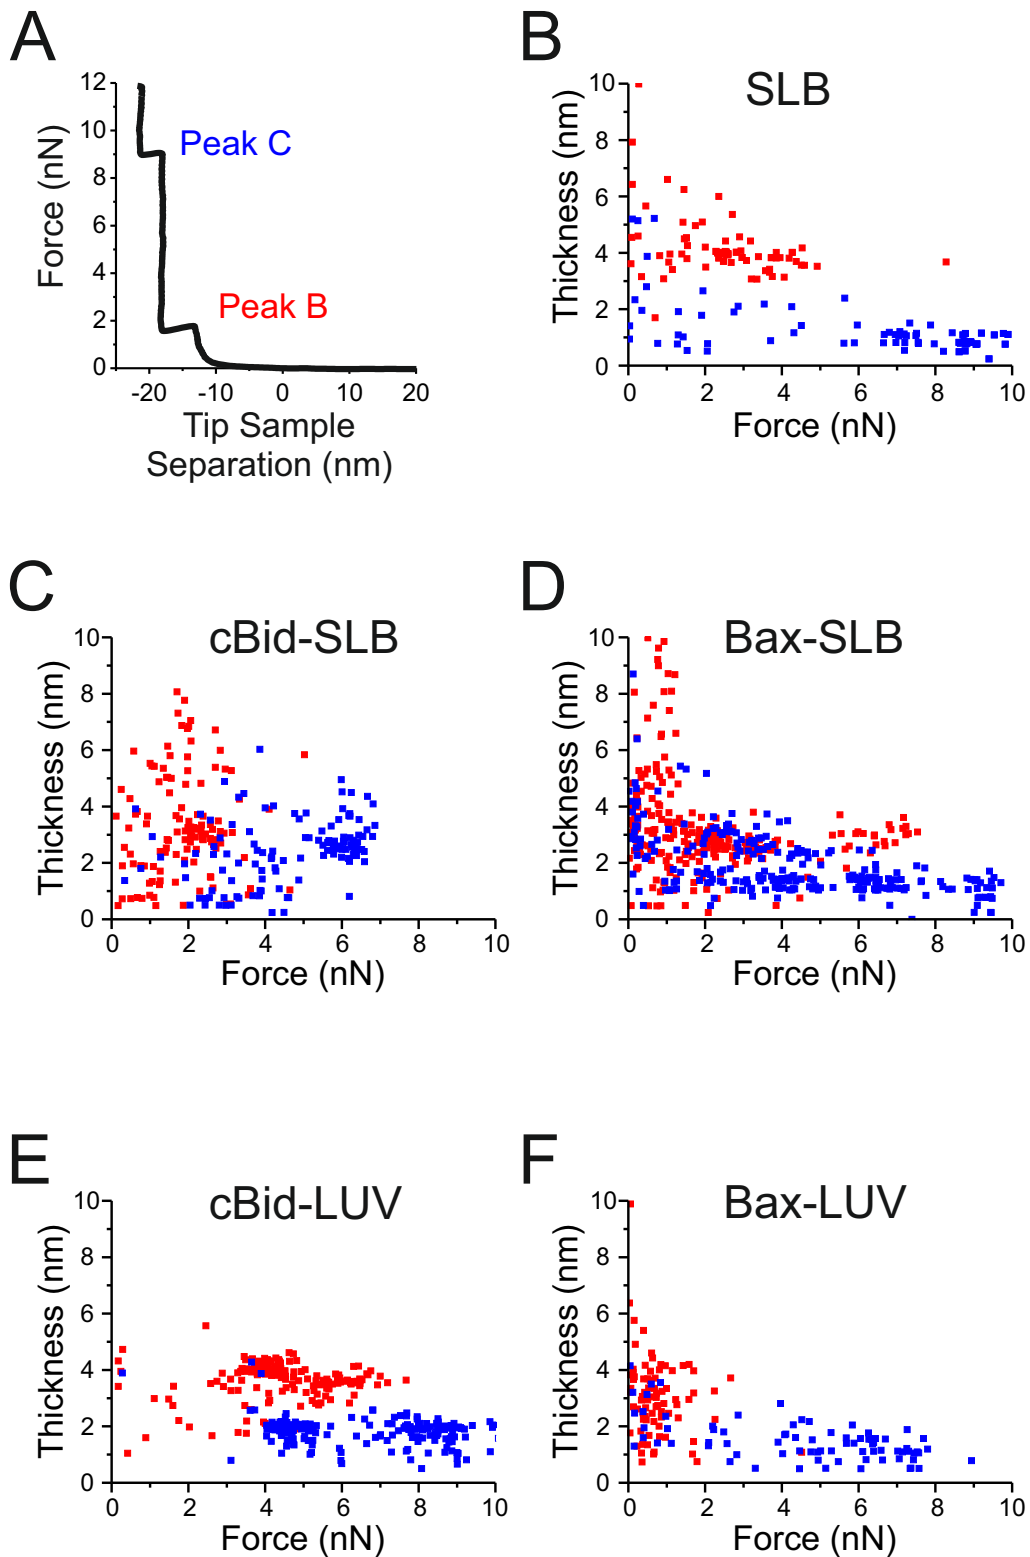 A
Force (nN)
12
10
8
6
4
2
0
Peak C
Peak B
-20 -10 0 10 20
Tip Sample
Separation (nm)
B
SLB
Thickness (nm)
10
8
6
4
2
0
0 2 4 6 8 10
Force (nN)
C
cBid-SLB
Thickness (nm)
10
8
6
4
2
0
0 2 4 6 8 10
Force (nN)
D
Bax-SLB
Thickness (nm)
10
8
6
4
2
0
0 2 4 6 8 10
Force (nN)
E
cBid-LUV
Thickness (nm)
10
8
6
4
2
0
0 2 4 6 8 10
Force (nN)
F
Bax-LUV
Thickness (nm)
10
8
6
4
2
0
0 2 4 6 8 10
Force (nN)